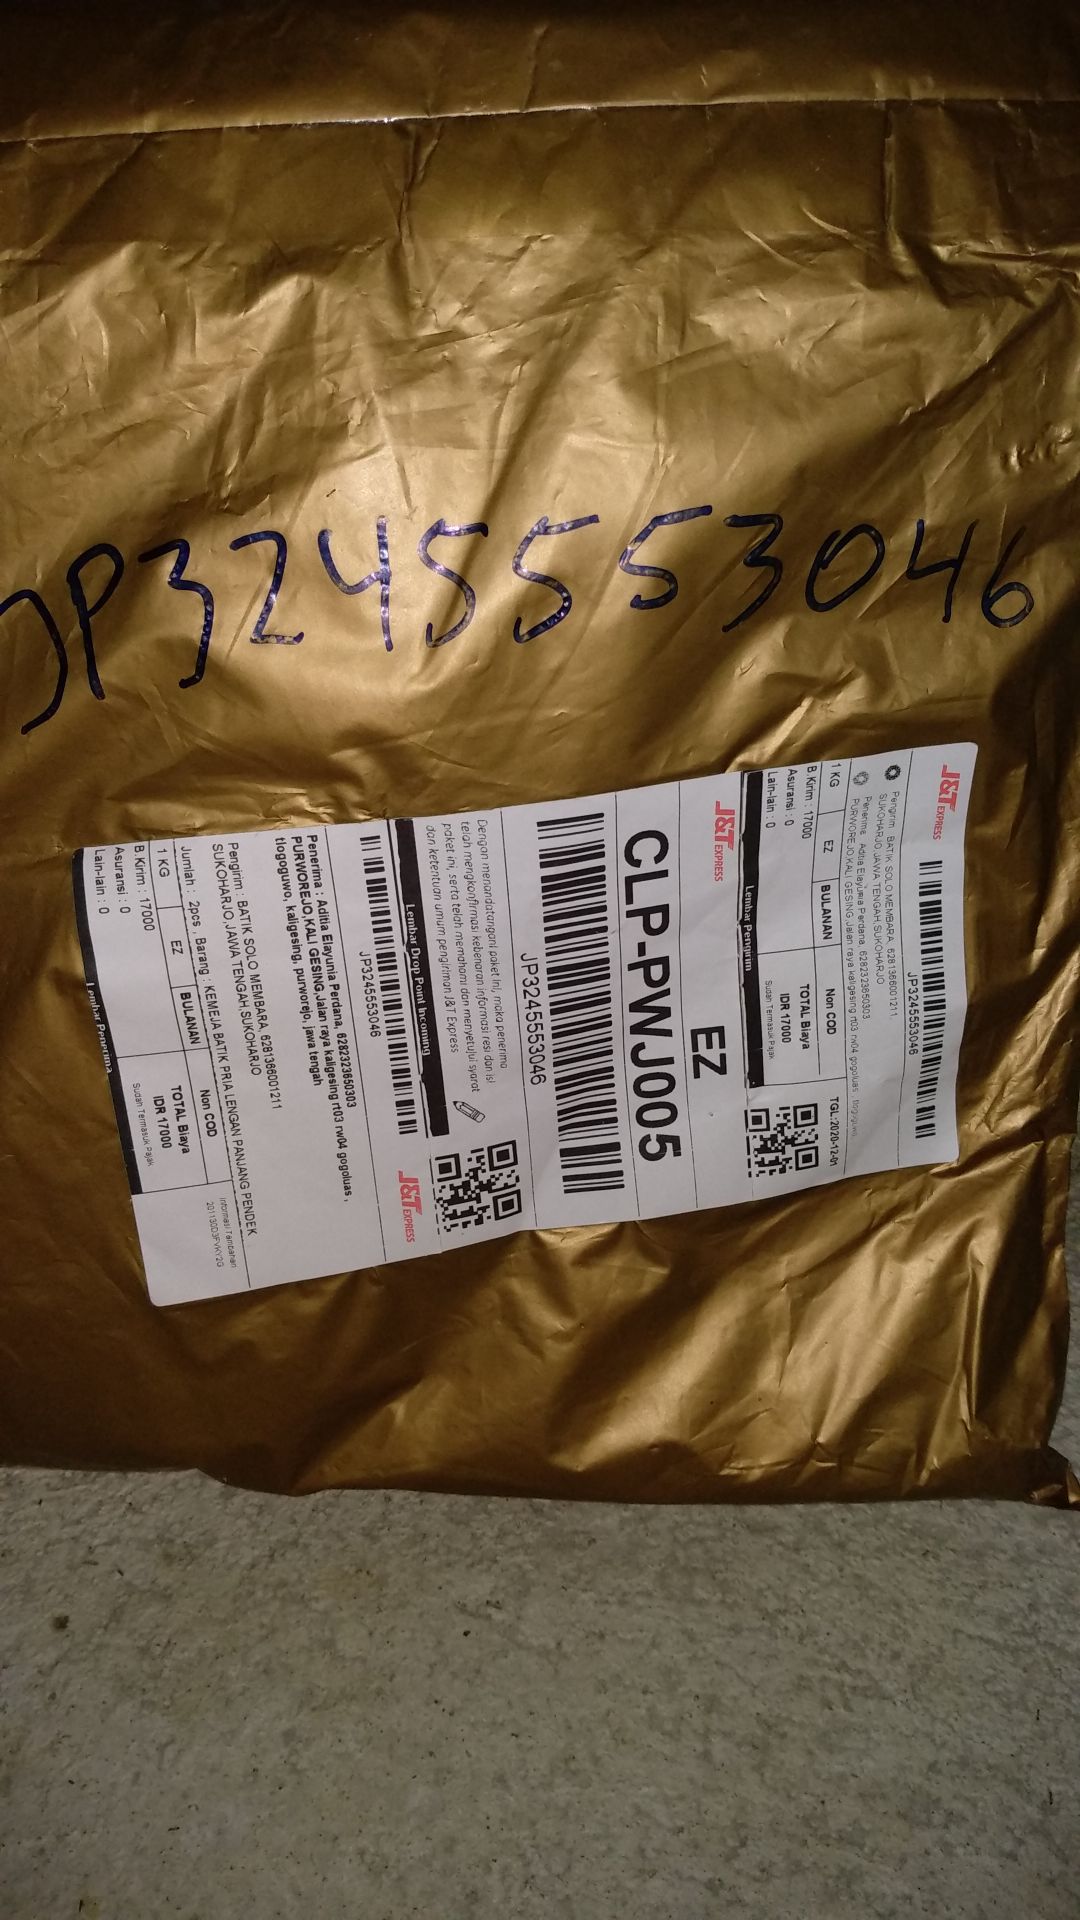 JP3245553046
J&T EXPRESS
JP3245553046
Pengirim : BATIK SOLO MEMBARA, 6281366001211,
SUKOHARJO,JAWA TENGAH,SUKOHARJO
Penerima : Aditia Elayunia Perdana, 6282323650303
PURWOREJO,KALI GESING,Jalan raya kaligesing rt03 rw04 gogoluas , tlogoguwo,
1 KG
EZ
BULANAN
Non COD
TGL:2020-12-01
B.Kirim : 17000
Asuransi : 0
Lain-lain : 0
TOTAL Biaya
IDR 17000
Sudah Termasuk Pajak
Lembar Pengirim
J&T EXPRESS
EZ
CLP-PWJ005
JP3245553046
Dengan menandatangani paket ini, maka penerima
telah mengkonfirmasi kebenaran informasi resi dan isi
paket ini, serta telah memahami dan menyetujui syarat
dan ketentuan umum pengiriman J&T Express
Lembar Drop Point Incoming
J&T EXPRESS
JP3245553046
Penerima : Aditia Elayunia Perdana, 6282323650303
PURWOREJO,KALI GESING,Jalan raya kaligesing rt03 rw04 gogoluas ,
tlogoguwo, kaligesing, purworejo, jawa tengah
Pengirim : BATIK SOLO MEMBARA, 6281366001211
SUKOHARJO,JAWA TENGAH,SUKOHARJO
Jumlah : 2pcs , Barang : KEMEJA BATIK PRIA LENGAN PANJANG PENDEK
1 KG
EZ
BULANAN
Non COD
Informasi Tambahan
201130D3FVKY2G
B.Kirim : 17000
Asuransi : 0
Lain-lain : 0
TOTAL Biaya
IDR 17000
Sudah Termasuk Pajak
Lembar Penerima